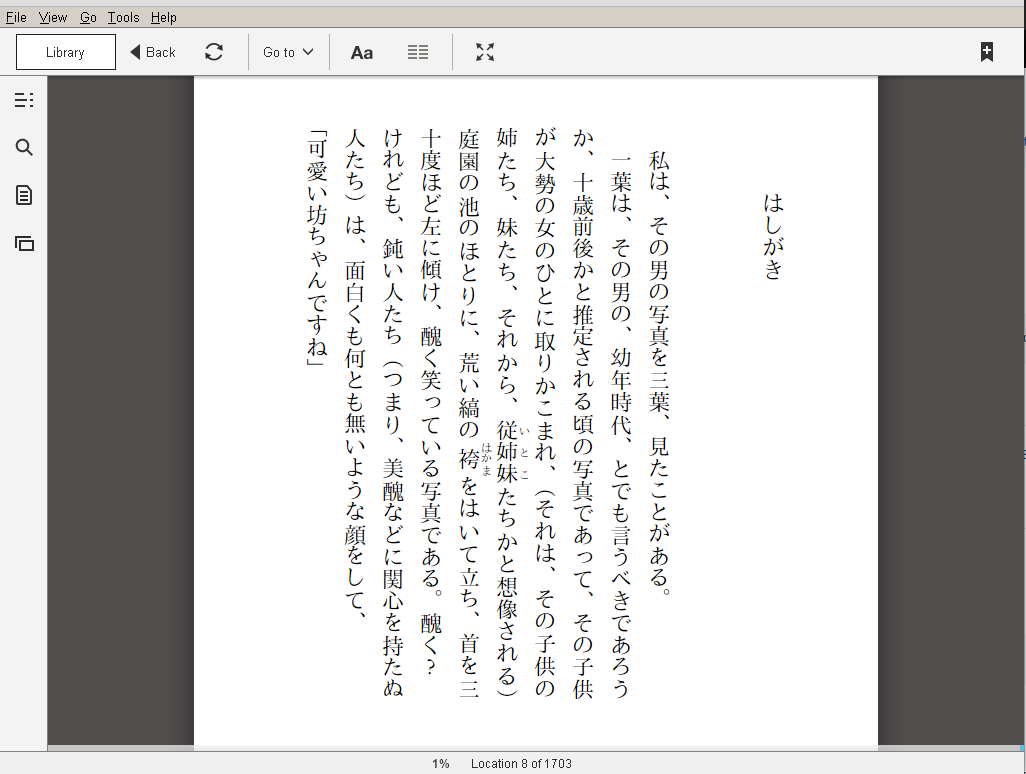 File View Go Tools Help
Library Back Go to Aa
はしがき
私は、その男の写真を三葉、見たことがある。
一葉は、その男の、幼年時代、とでも言うべきであろう
か、十歳前後かと推定される頃の写真であって、その子供
が大勢の女のひとに取りかこまれ、（それは、その子供の
姉たち、妹たち、それから、従姉妹たちかと想像される）
いとこ
庭園の池のほとりに、荒い縞の袴をはいて立ち、首を三
はかま
十度ほど左に傾け、醜く笑っている写真である。醜く?
けれども、鈍い人たち（つまり、美醜などに関心を持たぬ
人たち）は、面白くも何とも無いような顔をして、
「可愛い坊ちゃんですね」
1% Location 8 of 1703